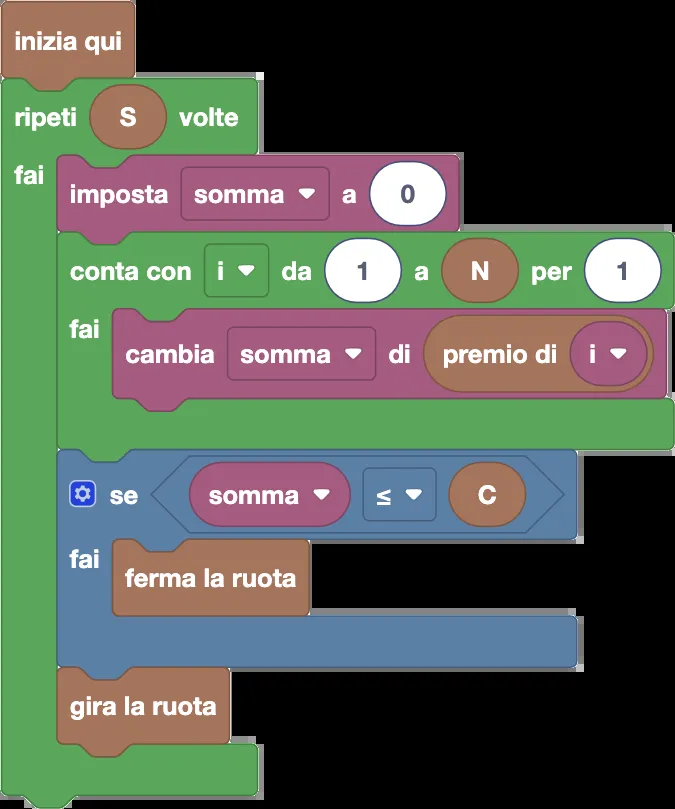 inizia qui
ripeti S volte
fai
imposta somma a 0
conta con i da 1 a N per 1
fai
cambia somma di premio di i
se somma ≤ C
fai
ferma la ruota
gira la ruota